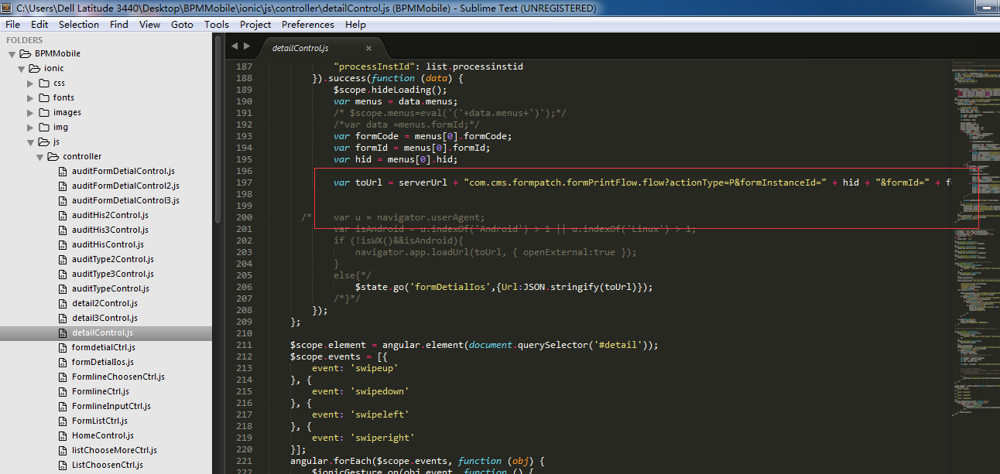 C:\Users\Dell Latitude 3440\Desktop\BPMMobile\ionic\js\controller\detailControl.js (BPMMobile) - Sublime Text (UNREGISTERED)
File Edit Selection Find View Goto Tools Project Preferences Help
FOLDERS
BPMMobile
ionic
css
fonts
images
img
js
controller
auditFormDetialControl.js
auditFormDetialControl2.js
auditFormDetialControl3.js
auditHis2Control.js
auditHis3Control.js
auditHisControl.js
auditType2Control.js
auditType3Control.js
auditTypeControl.js
detail2Control.js
detail3Control.js
detailControl.js
formdetialCtrl.js
formDetialIos.js
FormlineChoosenCtrl.js
FormlineCtrl.js
FormlineInputCtrl.js
FormListCtrl.js
HomeControl.js
listChooseMoreCtrl.js
ListChoosenCtrl.js
detailControl.js ×
187 "processInstId": list.processinstid
188 }).success(function (data) {
189 $scope.hideLoading();
190 var menus = data.menus;
191 /* $scope.menus=eval('('+data.menus+')');*/
192 /*var data =menus.formId;*/
193 var formCode = menus[0].formCode;
194 var formId = menus[0].formId;
195 var hid = menus[0].hid;
196
197 var toUrl = serverUrl + "com.cms.formpatch.formPrintFlow.flow?actionType=P&formInstanceId=" + hid + "&formId=" + f
198
199
200 /* var u = navigator.userAgent;
201 var isAndroid = u.indexOf('Android') > 1 || u.indexOf('Linux') > 1;
202 if (!isWX()&&isAndroid){
203 navigator.app.loadUrl(toUrl, { openExternal:true });
204 }
205 else{*/
206 $state.go('formDetialIos',{Url:JSON.stringify(toUrl)});
207 /*}*/
208 });
209 };
210
211 $scope.element = angular.element(document.querySelector('#detail'));
212 $scope.events = [{
213 event: 'swipeup'
214 }, {
215 event: 'swipedown'
216 }, {
217 event: 'swipeleft'
218 }, {
219 event: 'swiperight'
220 }];
221 angular.forEach($scope.events, function (obj) {
222 $ionicGesture.on(obj.event, function () {